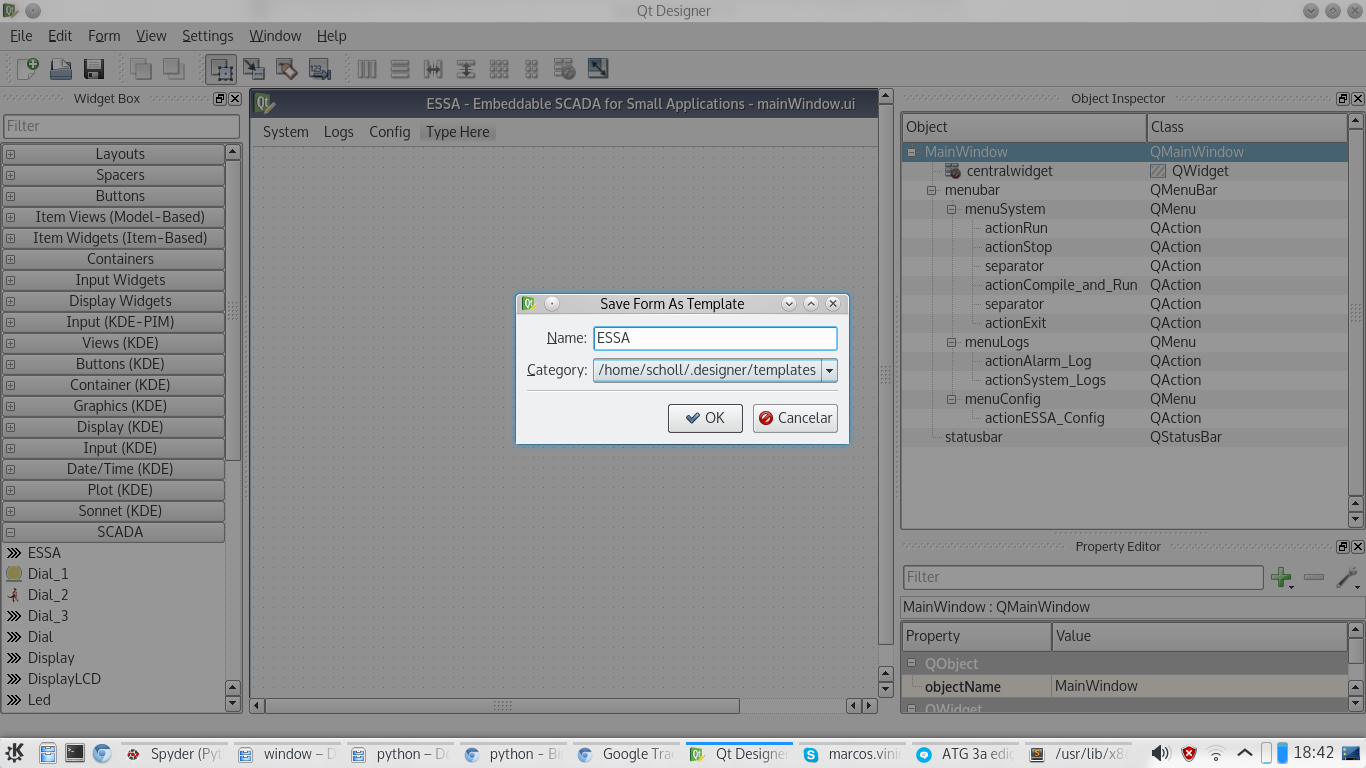 Qt Designer
File Edit Form View Settings Window Help
Widget Box
Filter
Layouts
Spacers
Buttons
Item Views (Model-Based)
Item Widgets (Item-Based)
Containers
Input Widgets
Display Widgets
Input (KDE-PIM)
Views (KDE)
Buttons (KDE)
Container (KDE)
Graphics (KDE)
Display (KDE)
Input (KDE)
Date/Time (KDE)
Plot (KDE)
Sonnet (KDE)
SCADA
ESSA
Dial_1
Dial_2
Dial_3
Dial
Display
DisplayLCD
Led
ESSA - Embeddable SCADA for Small Applications - mainWindow.ui
System Logs Config Type Here
Save Form As Template
Name: ESSA
Category: /home/scholl/.designer/templates
OK Cancelar
Object Inspector
Object Class
MainWindow QMainWindow
centralwidget QWidget
menubar QMenuBar
menuSystem QMenu
actionRun QAction
actionStop QAction
separator QAction
actionCompile_and_Run QAction
separator QAction
actionExit QAction
menuLogs QMenu
actionAlarm_Log QAction
actionSystem_Logs QAction
menuConfig QMenu
actionESSA_Config QAction
statusbar QStatusBar
Property Editor
Filter
MainWindow : QMainWindow
Property Value
QObject
objectName MainWindow
QWidget
Spyder (Pyt window – D python – Do python - Bi Google Tra Qt Designe marcos.vini ATG 3a edi /usr/lib/x8 18:42